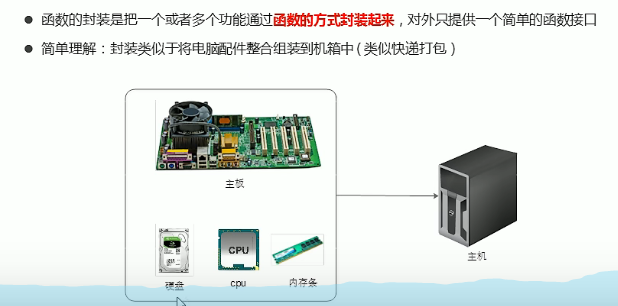 函数的封装是把一个或者多个功能通过函数的方式封装起来，对外只提供一个简单的函数接口
简单理解：封装类似于将电脑配件整合组装到机箱中(类似快递打包)
主板
主机
CPU
硬盘
cpu
内存条